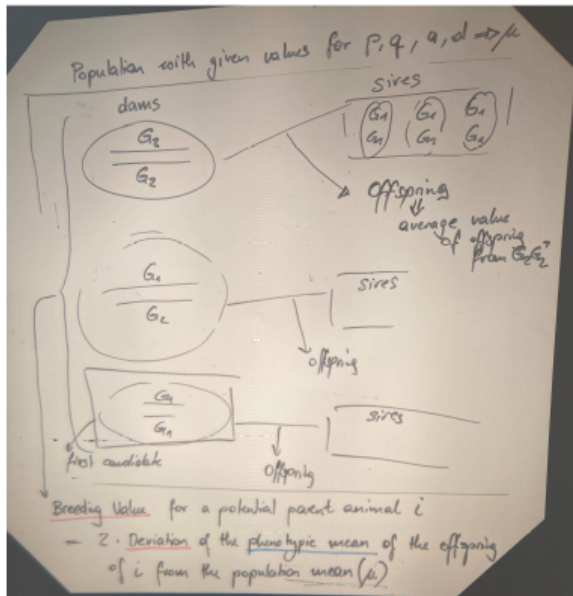 Population with given values for p, q, a, d => μ
dams
sires
G2
G2
G1 G1 G1
G1
offspring
average value
of offspring
from G2G2
G1
G2
sires
offspring
G1
G1
sires
first candidate
offspring
Breeding Value for a potential parent animal i
= 2 · Deviation of the phenotypic mean of the offspring
of i from the population mean (μ)